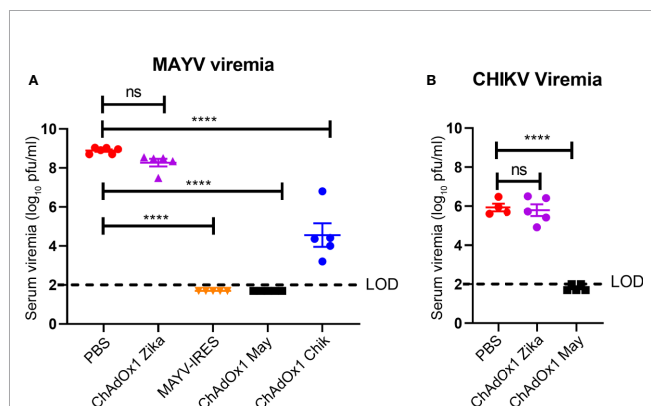 A
MAYV viremia
ns
****
****
****
Serum viremia (log10 pfu/ml)
10
8
6
4
2
0
LOD
PBS
ChAdOx1 Zika
MAYV-IRES
ChAdOx1 May
ChAdOx1 Chik
B
CHIKV Viremia
****
ns
Serum viremia (log10 pfu/ml)
10
8
6
4
2
0
LOD
PBS
ChAdOx1 Zika
ChAdOx1 May